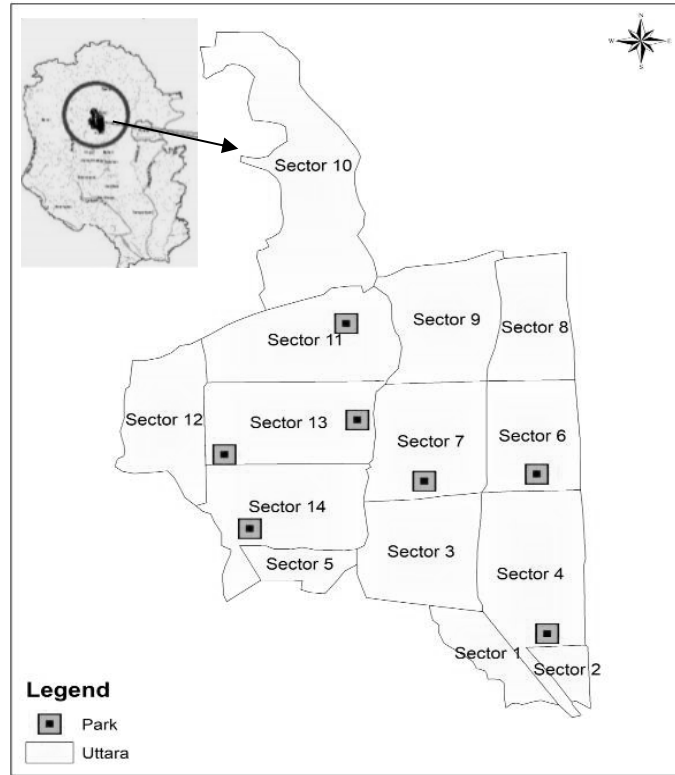 N
W E
S
Sector 10
Sector 9
Sector 8
Sector 11
Sector 12
Sector 13
Sector 7
Sector 6
Sector 14
Sector 3
Sector 5
Sector 4
Sector 1
Sector 2
Legend
Park
Uttara